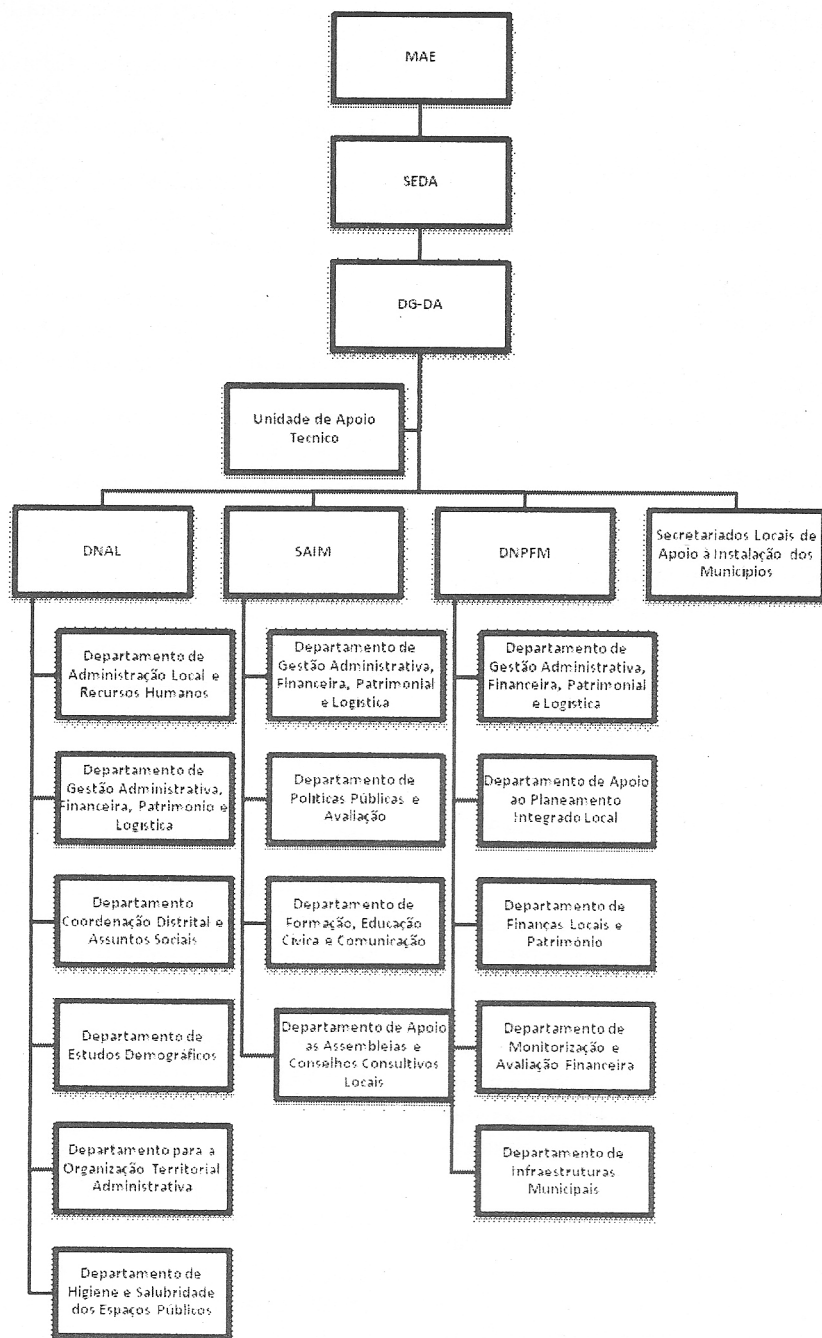 MAE
SEDA
DG-DA
Unidade de Apoio
Tecnico
DNAL
SAIM
DNPFM
Secretariados Locais de
Apoio à Instalação dos
Municipios
Departamento de
Administração Local e
Recursos Humanos
Departamento de
Gestão Administrativa,
Financeira, Patrimonio e
Logistica
Departamento
Coordenação Distrital e
Assuntos Sociais
Departamento de
Estudos Demográficos
Departamento para a
Organização Territorial
Administrativa
Departamento de
Higiene e Salubridade
dos Espaços Públicos
Departamento de
Gestão Administrativa,
Financeira, Patrimonial
e Logistica
Departamento de
Politicas Públicas e
Avaliação
Departamento de
Formação, Educação
Civica e Comunicação
Departamento de Apoio
as Assembleias e
Conselhos Consultivos
Locais
Departamento de
Gestão Administrativa,
Financeira, Patrimonial
e Logistica
Departamento de Apoio
ao Planeamento
Integrado Local
Departamento de
Finanças Locais e
Património
Departamento de
Monitorização e
Avaliação Financeira
Departamento de
Infraestruturas
Municipais